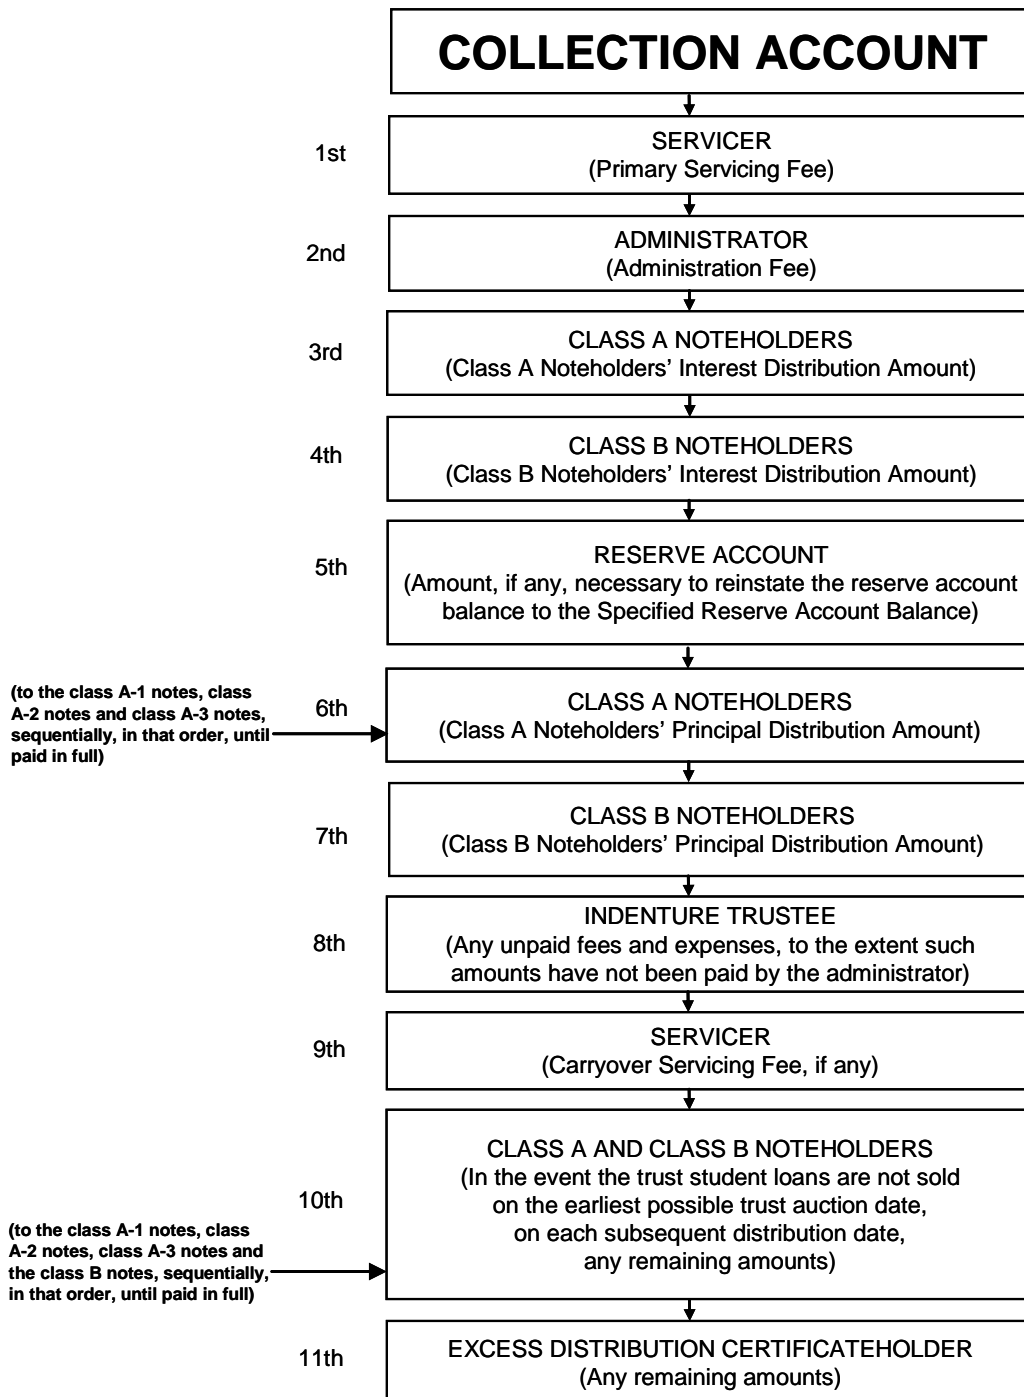 COLLECTION ACCOUNT
1st
SERVICER
(Primary Servicing Fee)
2nd
ADMINISTRATOR
(Administration Fee)
3rd
CLASS A NOTEHOLDERS
(Class A Noteholders’ Interest Distribution Amount)
4th
CLASS B NOTEHOLDERS
(Class B Noteholders’ Interest Distribution Amount)
5th
RESERVE ACCOUNT
(Amount, if any, necessary to reinstate the reserve account
balance to the Specified Reserve Account Balance)
(to the class A-1 notes, class
A-2 notes and class A-3 notes,
sequentially, in that order, until
paid in full)
6th
CLASS A NOTEHOLDERS
(Class A Noteholders’ Principal Distribution Amount)
7th
CLASS B NOTEHOLDERS
(Class B Noteholders’ Principal Distribution Amount)
8th
INDENTURE TRUSTEE
(Any unpaid fees and expenses, to the extent such
amounts have not been paid by the administrator)
9th
SERVICER
(Carryover Servicing Fee, if any)
10th
CLASS A AND CLASS B NOTEHOLDERS
(In the event the trust student loans are not sold
on the earliest possible trust auction date,
on each subsequent distribution date,
any remaining amounts)
(to the class A-1 notes, class
A-2 notes, class A-3 notes and
the class B notes, sequentially,
in that order, until paid in full)
11th
EXCESS DISTRIBUTION CERTIFICATEHOLDER
(Any remaining amounts)